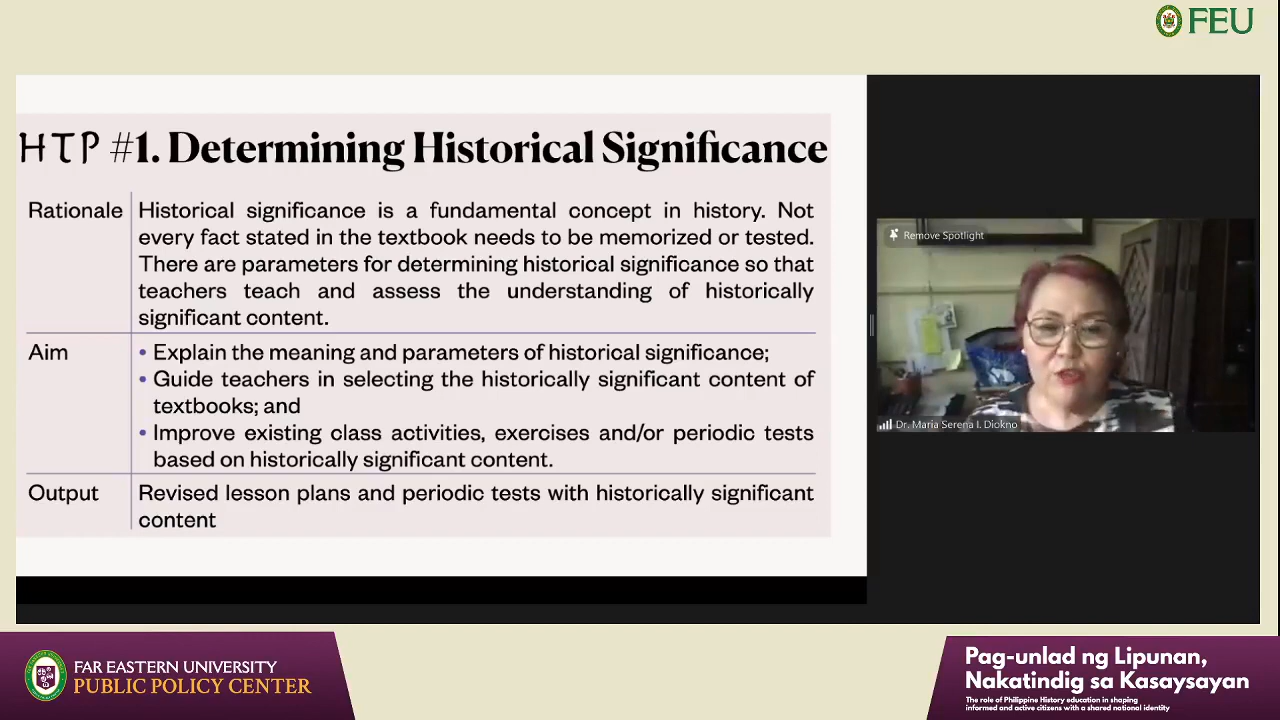 FEU
HTP #1. Determining Historical Significance
Rationale
Historical significance is a fundamental concept in history. Not
every fact stated in the textbook needs to be memorized or tested.
There are parameters for determining historical significance so that
teachers teach and assess the understanding of historically
significant content.
Aim
• Explain the meaning and parameters of historical significance;
• Guide teachers in selecting the historically significant content of
textbooks; and
• Improve existing class activities, exercises and/or periodic tests
based on historically significant content.
Output
Revised lesson plans and periodic tests with historically significant
content
Remove Spotlight
Dr. Maria Serena I. Diokno
FAR EASTERN UNIVERSITY
PUBLIC POLICY CENTER
Pag-unlad ng Lipunan,
Nakatindig sa Kasaysayan
The role of Philippine History education in shaping
informed and active citizens with a shared national identity